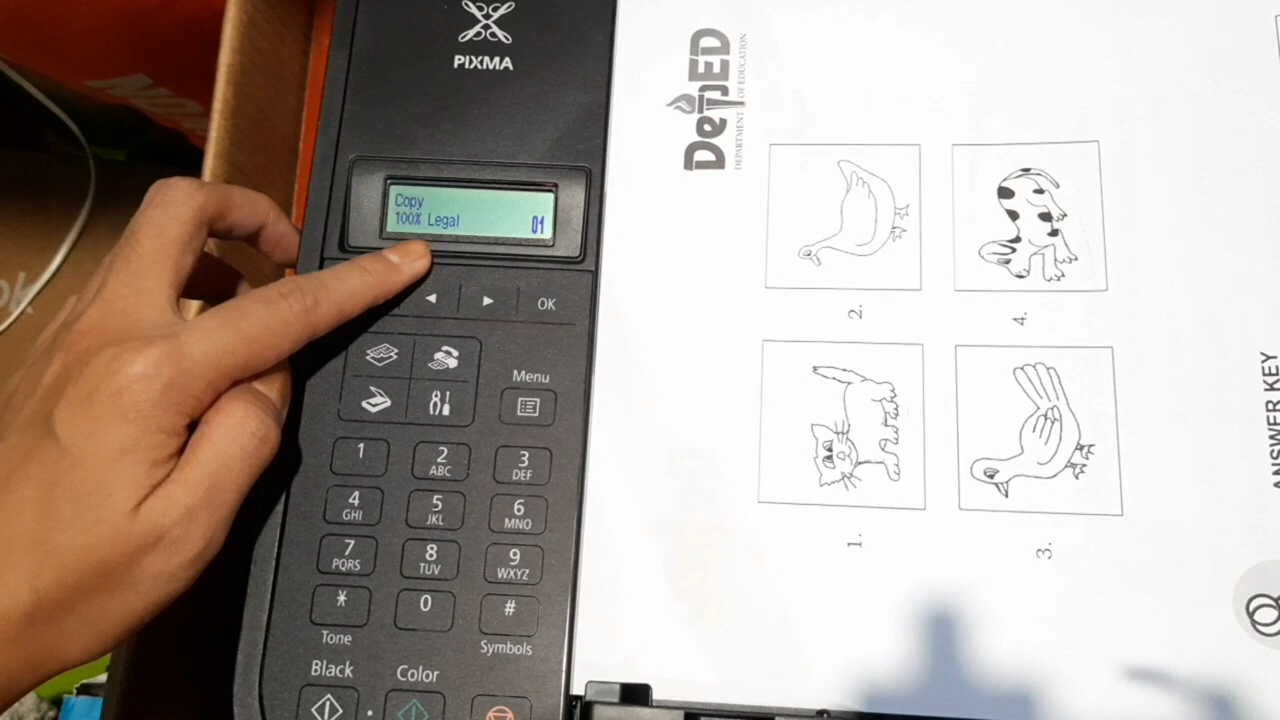 PIXMA
Copy
100% Legal 01
OK
Menu
1
2
ABC
3
DEF
4
GHI
5
JKL
6
MNO
7
PQRS
8
TUV
9
WXYZ
*
0
#
Tone
Symbols
Black
Color
DepED
DEPARTMENT OF EDUCATION
1.
2.
3.
4.
ANSWER KEY